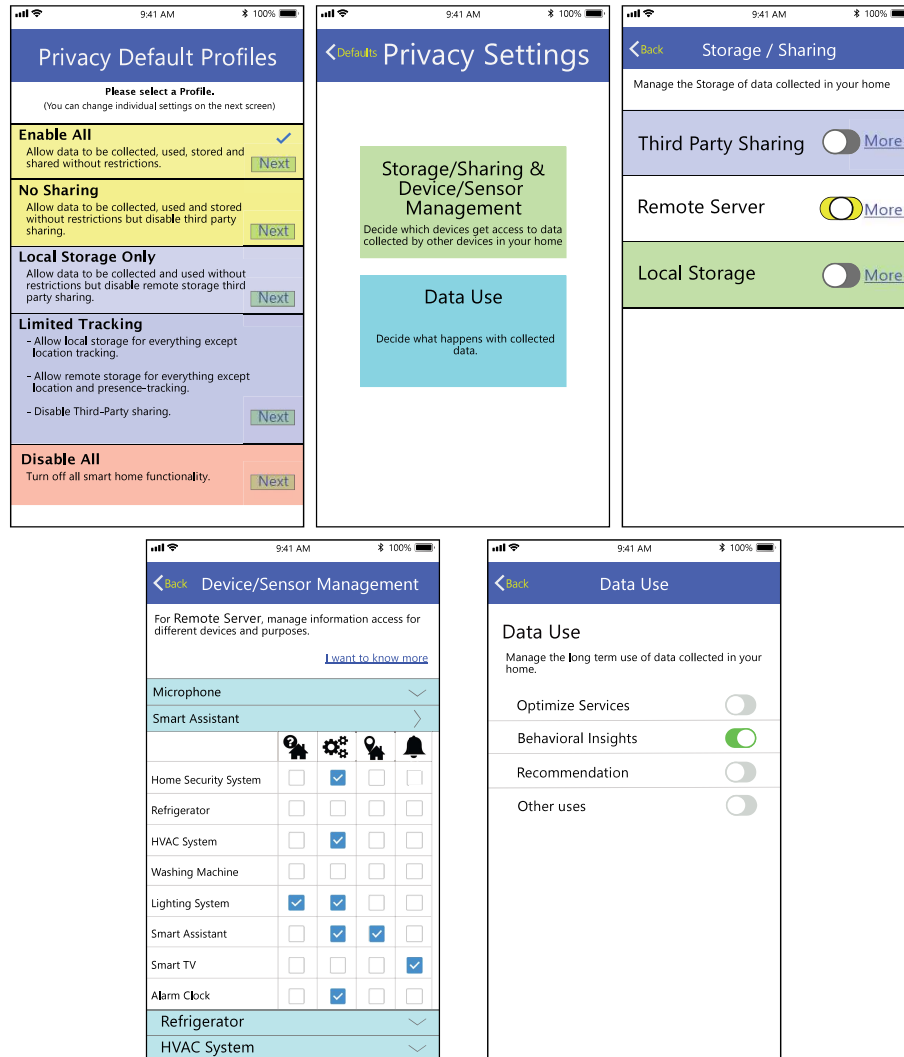 9:41 AM
100%
Privacy Default Profiles
Please select a Profile.
(You can change individual settings on the next screen)
Enable All
Allow data to be collected, used, stored and
shared without restrictions.
Next
No Sharing
Allow data to be collected, used and stored
without restrictions but disable third party
sharing.
Next
Local Storage Only
Allow data to be collected and used without
restrictions but disable remote storage third
party sharing.
Next
Limited Tracking
- Allow local storage for everything except
location tracking.
- Allow remote storage for everything except
location and presence-tracking.
- Disable Third-Party sharing.
Next
Disable All
Turn off all smart home functionality.
Next
9:41 AM
100%
Defaults Privacy Settings
Storage/Sharing &
Device/Sensor
Management
Decide which devices get access to data
collected by other devices in your home
Data Use
Decide what happens with collected
data.
9:41 AM
100%
Back Storage / Sharing
Manage the Storage of data collected in your home
Third Party Sharing More
Remote Server More
Local Storage More
9:41 AM
100%
Back Device/Sensor Management
For Remote Server, manage information access for
different devices and purposes.
I want to know more
Microphone
Smart Assistant
Home Security System
Refrigerator
HVAC System
Washing Machine
Lighting System
Smart Assistant
Smart TV
Alarm Clock
Refrigerator
HVAC System
9:41 AM
100%
Back Data Use
Data Use
Manage the long term use of data collected in your
home.
Optimize Services
Behavioral Insights
Recommendation
Other uses